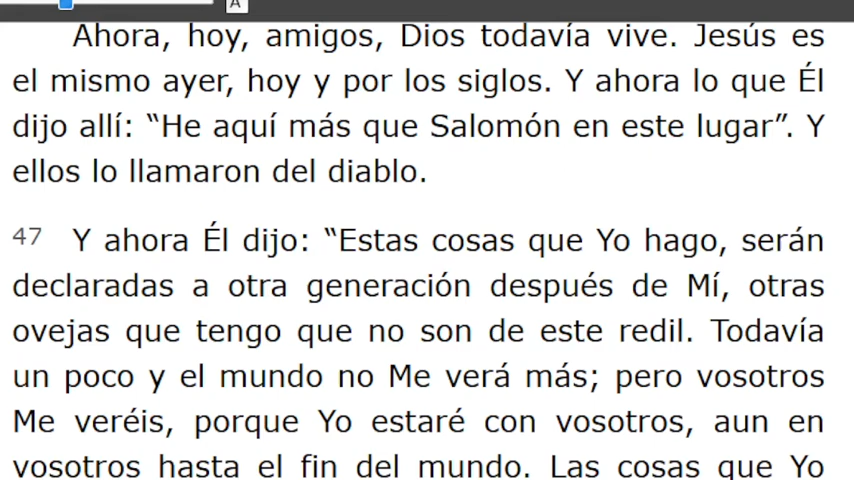 A
Ahora, hoy, amigos, Dios todavía vive. Jesús es
el mismo ayer, hoy y por los siglos. Y ahora lo que Él
dijo allí: “He aquí más que Salomón en este lugar”. Y
ellos lo llamaron del diablo.
47 Y ahora Él dijo: “Estas cosas que Yo hago, serán
declaradas a otra generación después de Mí, otras
ovejas que tengo que no son de este redil. Todavía
un poco y el mundo no Me verá más; pero vosotros
Me veréis, porque Yo estaré con vosotros, aun en
vosotros hasta el fin del mundo. Las cosas que Yo